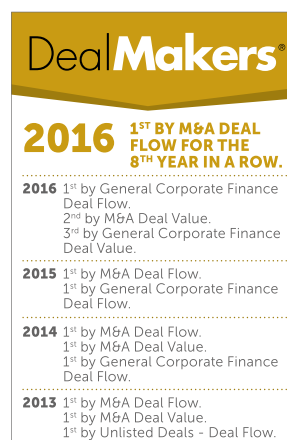 DealMakers®
2016 1ST BY M&A DEAL
FLOW FOR THE
8TH YEAR IN A ROW.
2016 1st by General Corporate Finance
Deal Flow.
2nd by M&A Deal Value.
3rd by General Corporate Finance
Deal Value.
2015 1st by M&A Deal Flow.
1st by General Corporate Finance
Deal Flow.
2014 1st by M&A Deal Flow.
1st by M&A Deal Value.
1st by General Corporate Finance
Deal Flow.
2013 1st by M&A Deal Flow.
1st by M&A Deal Value.
1st by Unlisted Deals - Deal Flow.